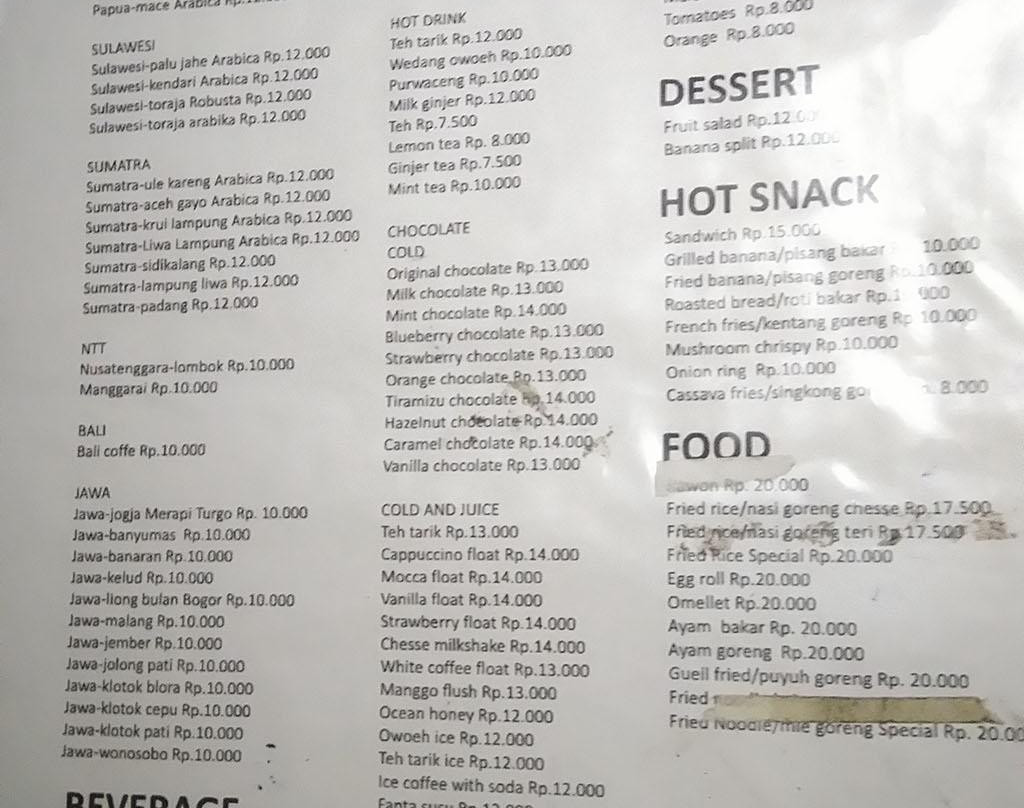 Papua-mace Arabica
SULAWESI
Sulawesi-palu jahe Arabica Rp.12.000
Sulawesi-kendari Arabica Rp.12.000
Sulawesi-toraja Robusta Rp.12.000
Sulawesi-toraja arabika Rp.12.000
SUMATRA
Sumatra-ule kareng Arabica Rp.12.000
Sumatra-aceh gayo Arabica Rp.12.000
Sumatra-krui lampung Arabica Rp.12.000
Sumatra-Liwa Lampung Arabica Rp.12.000
Sumatra-sidikalang Rp.12.000
Sumatra-lampung liwa Rp.12.000
Sumatra-padang Rp.12.000
NTT
Nusatenggara-lombok Rp.10.000
Manggarai Rp.10.000
BALI
Bali coffe Rp.10.000
JAWA
Jawa-jogja Merapi Turgo Rp. 10.000
Jawa-banyumas Rp.10.000
Jawa-banaran Rp.10.000
Jawa-kelud Rp.10.000
Jawa-liong bulan Bogor Rp.10.000
Jawa-malang Rp.10.000
Jawa-jember Rp.10.000
Jawa-jolong pati Rp.10.000
Jawa-klotok blora Rp.10.000
Jawa-klotok cepu Rp.10.000
Jawa-klotok pati Rp.10.000
Jawa-wonosobo Rp.10.000
BEVERAGE
HOT DRINK
Teh tarik Rp.12.000
Wedang owoeh Rp.10.000
Purwaceng Rp.10.000
Milk ginjer Rp.12.000
Teh Rp.7.500
Lemon tea Rp. 8.000
Ginjer tea Rp.7.500
Mint tea Rp.10.000
CHOCOLATE
COLD
Original chocolate Rp.13.000
Milk chocolate Rp.13.000
Mint chocolate Rp.14.000
Blueberry chocolate Rp.13.000
Strawberry chocolate Rp.13.000
Orange chocolate Rp.13.000
Tiramizu chocolate Rp.14.000
Hazelnut chocolate Rp.14.000
Caramel chocolate Rp.14.000
Vanilla chocolate Rp.13.000
COLD AND JUICE
Teh tarik Rp.13.000
Cappuccino float Rp.14.000
Mocca float Rp.14.000
Vanilla float Rp.14.000
Strawberry float Rp.14.000
Chesse milkshake Rp.14.000
White coffee float Rp.13.000
Manggo flush Rp.13.000
Ocean honey Rp.12.000
Owoeh ice Rp.12.000
Teh tarik ice Rp.12.000
Ice coffee with soda Rp.12.000
Fanta susu
Tomatoes Rp.8.000
Orange Rp.8.000
DESSERT
Fruit salad
Banana split Rp.12.000
HOT SNACK
Sandwich Rp.15.000
Grilled banana/pisang bakar 10.000
Fried banana/pisang goreng Rp.10.000
Roasted bread/roti bakar
French fries/kentang goreng Rp 10.000
Mushroom chrispy Rp.10.000
Onion ring Rp.10.000
Cassava fries/singkong 8.000
FOOD
Rp. 20.000
Fried rice/nasi goreng chesse Rp.17.500
Fried rice/nasi goreng teri Rp.17.500
Fried Rice Special Rp.20.000
Egg roll Rp.20.000
Omellet Rp.20.000
Ayam bakar Rp. 20.000
Ayam goreng Rp.20.000
Gueil fried/puyuh goreng Rp. 20.000
Fried
Fried Noodle/mie goreng Special Rp.